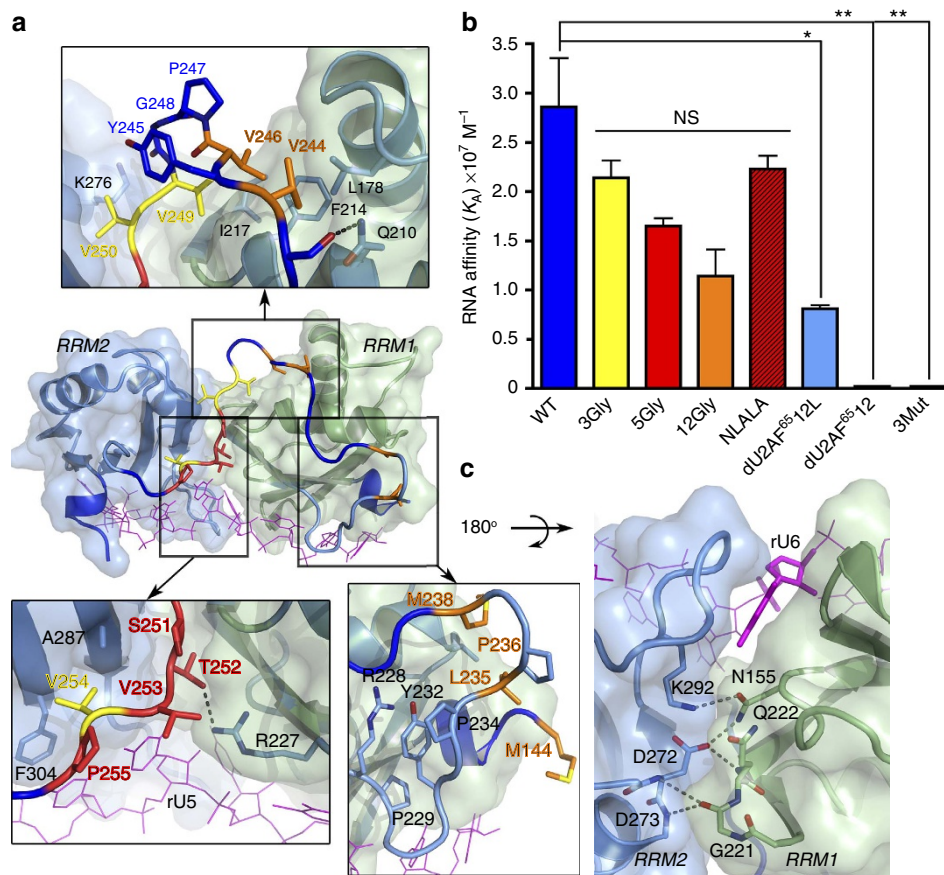 a
P247
G248
Y245
V246
V244
K276
L178
F214
V249
I217
Q210
V250
RRM2
RRM1
A287
S251
T252
V254
V253
R227
F304
P255
rU5
M238
P236
R228
L235
Y232
P234
M144
P229
b
**
**
*
RNA affinity (KA) ×10⁷ M⁻¹
3.5
3.0
2.5
2.0
1.5
1.0
0.5
0
NS
WT
3Gly
5Gly
12Gly
NLALA
dU2AF⁶⁵12L
dU2AF⁶⁵12
3Mut
c
180°
rU6
N155
K292
Q222
D272
D273
G221
RRM2
RRM1